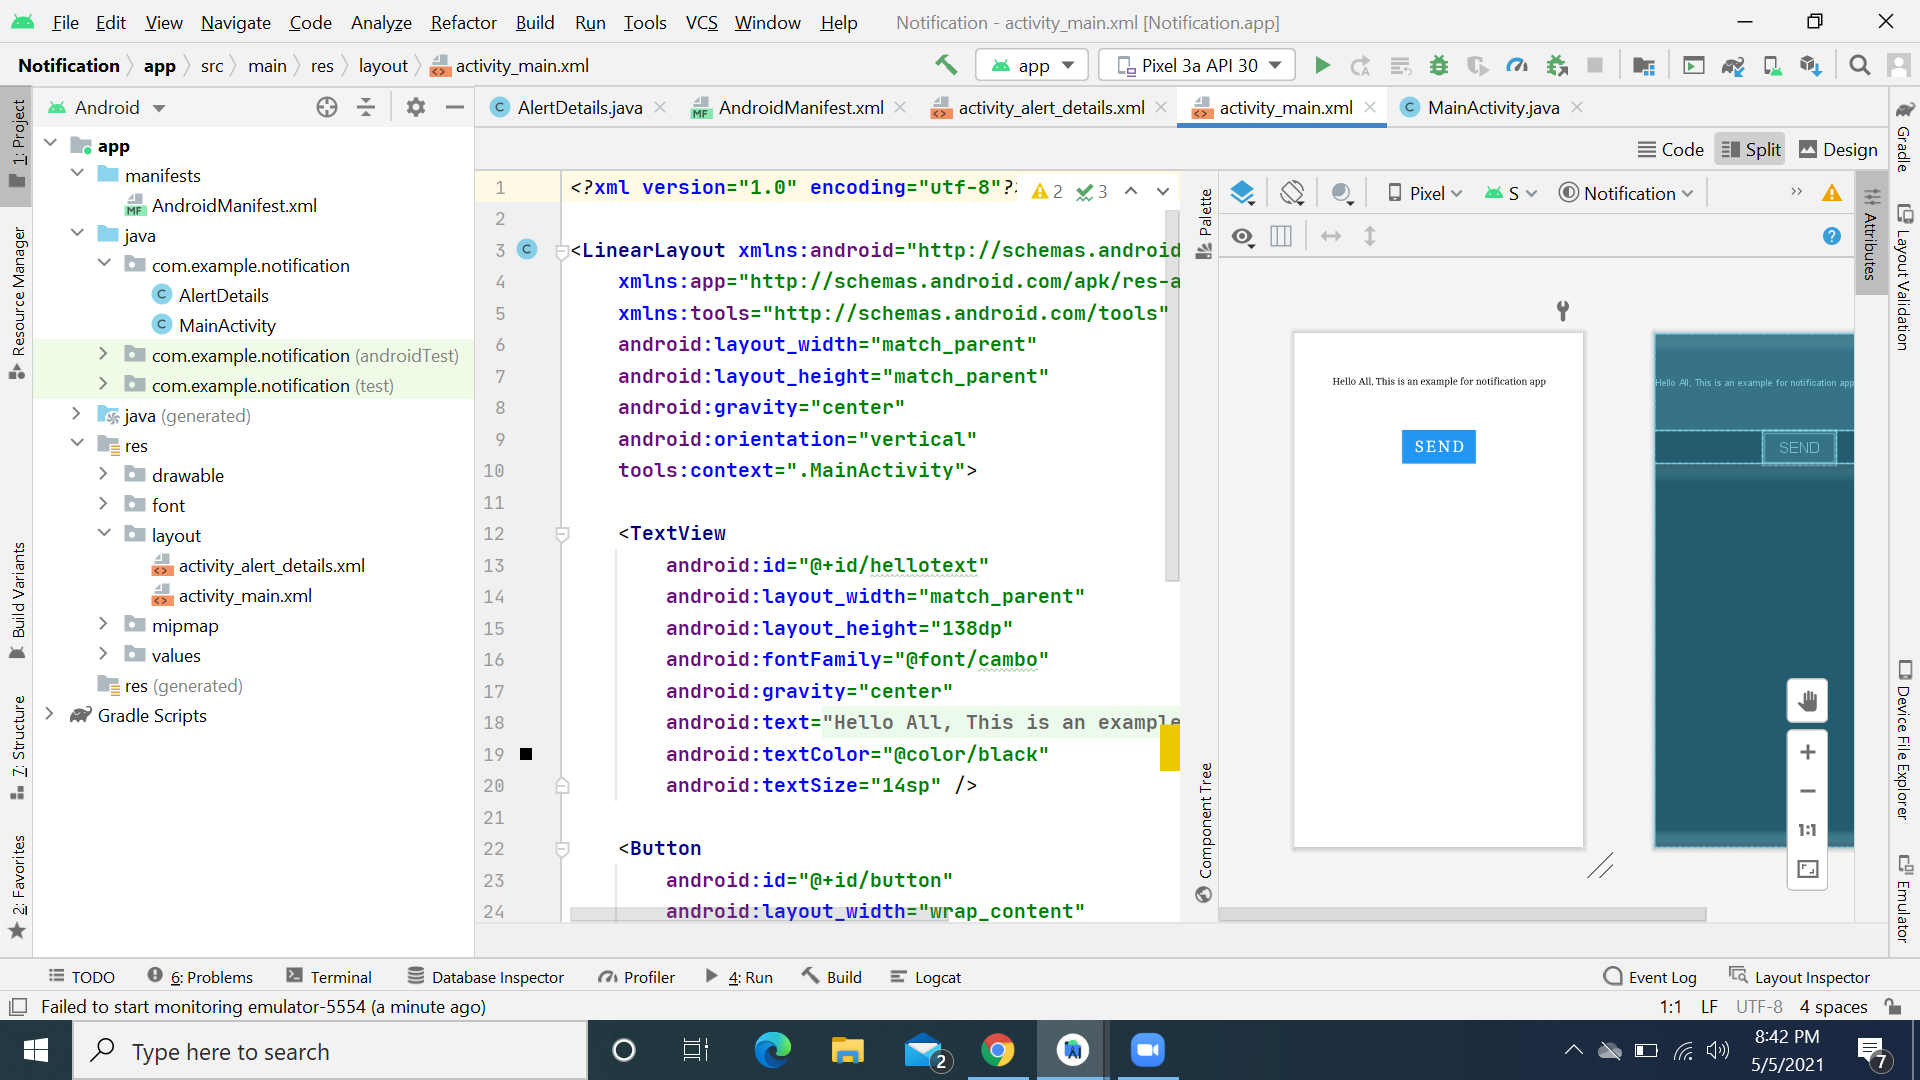 File Edit View Navigate Code Analyze Refactor Build Run Tools VCS Window Help Notification - activity_main.xml [Notification.app]
Notification app src main res layout activity_main.xml app Pixel 3a API 30
Android
AlertDetails.java AndroidManifest.xml activity_alert_details.xml activity_main.xml MainActivity.java
Code Split Design
1: Project
Resource Manager
Build Variants
7: Structure
2: Favorites
app
manifests
AndroidManifest.xml
java
com.example.notification
AlertDetails
MainActivity
com.example.notification (androidTest)
com.example.notification (test)
java (generated)
res
drawable
font
layout
activity_alert_details.xml
activity_main.xml
mipmap
values
res (generated)
Gradle Scripts
1 <?xml version="1.0" encoding="utf-8"?> 2 3
2
3 <LinearLayout xmlns:android="http://schemas.android
4 xmlns:app="http://schemas.android.com/apk/res-a
5 xmlns:tools="http://schemas.android.com/tools"
6 android:layout_width="match_parent"
7 android:layout_height="match_parent"
8 android:gravity="center"
9 android:orientation="vertical"
10 tools:context=".MainActivity">
11
12 <TextView
13 android:id="@+id/hellotext"
14 android:layout_width="match_parent"
15 android:layout_height="138dp"
16 android:fontFamily="@font/cambo"
17 android:gravity="center"
18 android:text="Hello All, This is an example
19 android:textColor="@color/black"
20 android:textSize="14sp" />
21
22 <Button
23 android:id="@+id/button"
24 android:layout_width="wrap_content"
Palette
Component Tree
Pixel S Notification
Hello All, This is an example for notification app
SEND
Hello All, This is an example for notification app
SEND
1:1
Attributes
Gradle
Layout Validation
Device File Explorer
Emulator
TODO 6: Problems Terminal Database Inspector Profiler 4: Run Build Logcat Event Log Layout Inspector
Failed to start monitoring emulator-5554 (a minute ago) 1:1 LF UTF-8 4 spaces
Type here to search 2 8:42 PM
5/5/2021 7